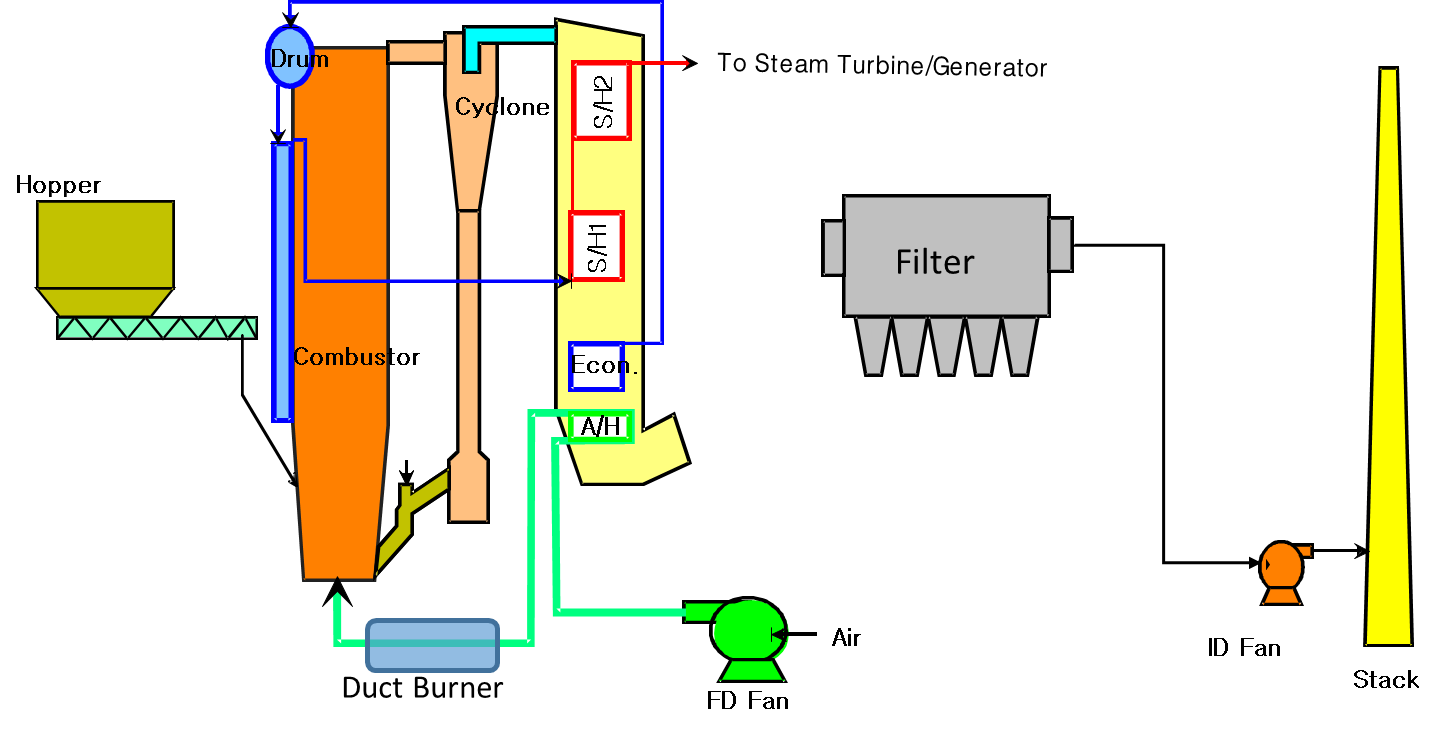 Drum
To Steam Turbine/Generator
S/H2
Cyclone
Hopper
S/H1
Filter
Combustor
Econ.
A/H
Air
ID Fan
Stack
Duct Burner
FD Fan